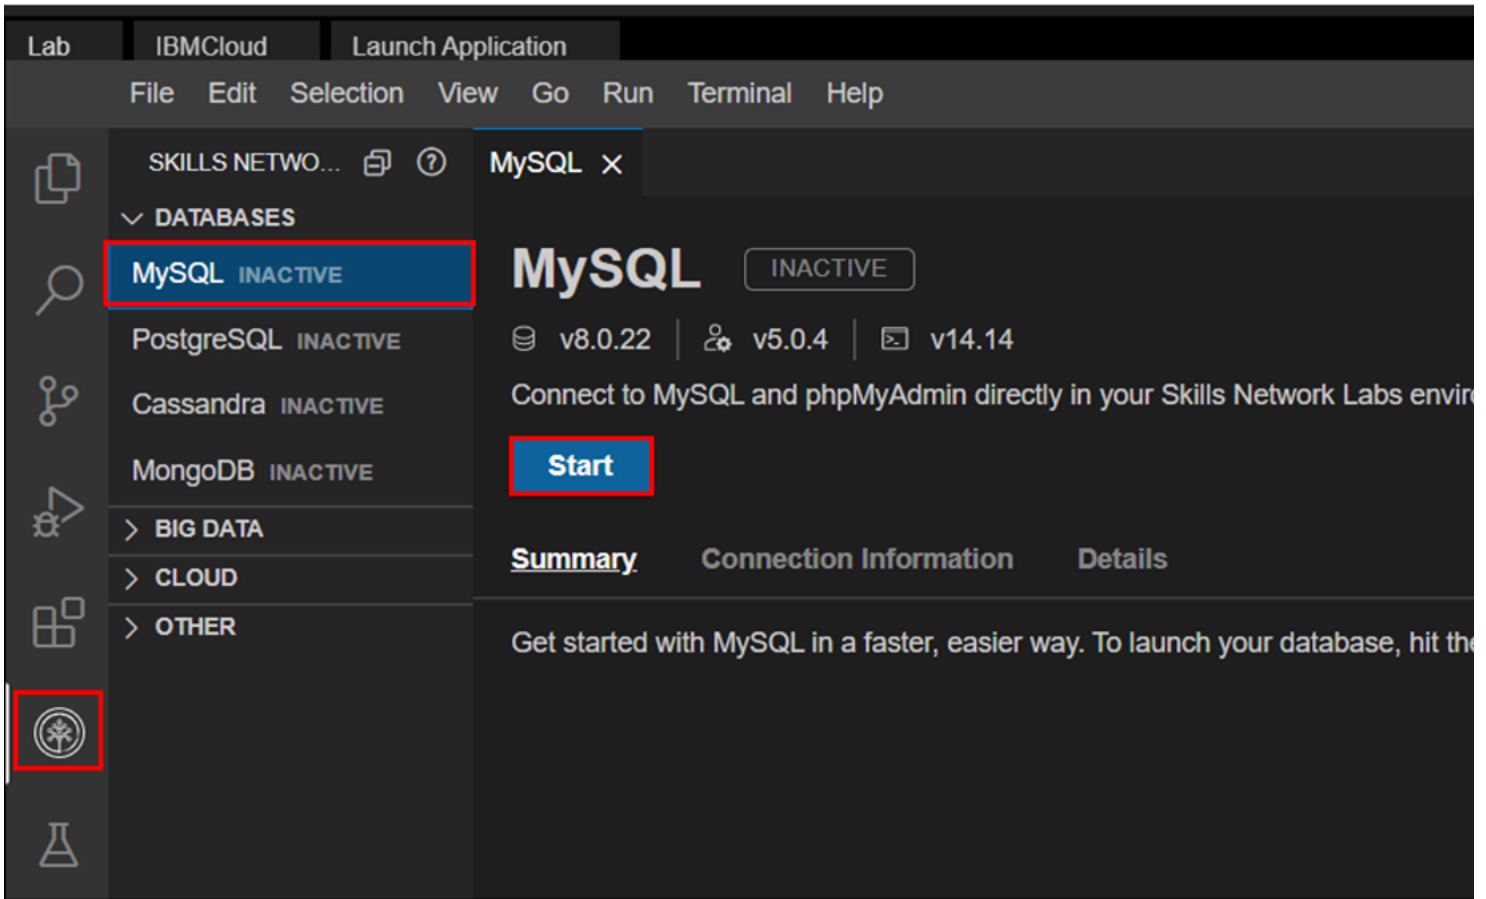 Lab IBMCloud Launch Application
File Edit Selection View Go Run Terminal Help
SKILLS NETWO...
MySQL
DATABASES
MySQL INACTIVE
PostgreSQL INACTIVE
Cassandra INACTIVE
MongoDB INACTIVE
BIG DATA
CLOUD
OTHER
MySQL INACTIVE
v8.0.22 v5.0.4 v14.14
Connect to MySQL and phpMyAdmin directly in your Skills Network Labs enviro
Start
Summary Connection Information Details
Get started with MySQL in a faster, easier way. To launch your database, hit the